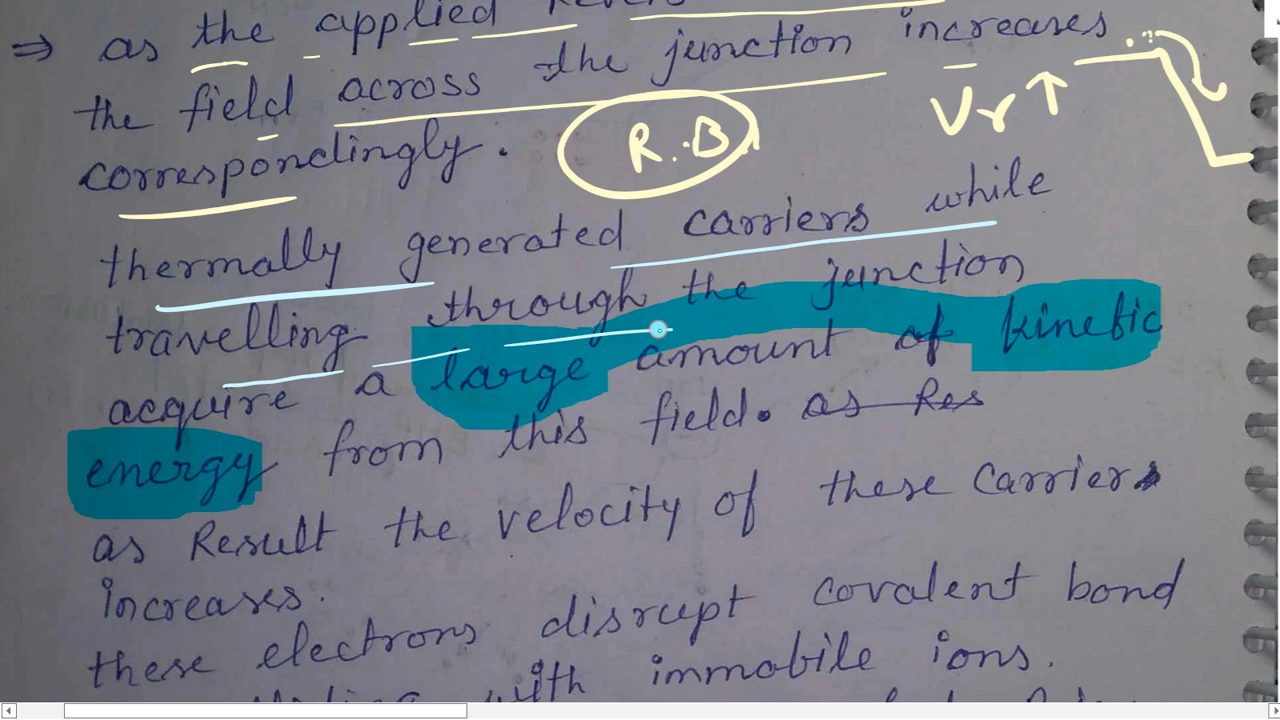 ⇒ as the applied
the field across the junction increases.
correspondingly. R.B Vr ↑
thermally generated carriers while
travelling through the junction
acquire a large amount of kinetic
energy from this field. as Res
as Result the velocity of these carriers
increases.
these electrons disrupt covalent bond
with immobile ions.